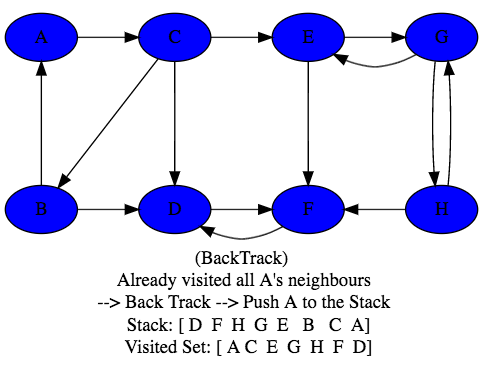 A C E G
B D F H
(BackTrack)
Already visited all A's neighbours
--> Back Track --> Push A to the Stack
Stack: [ D F H G E B C A]
Visited Set: [ A C E G H F D]